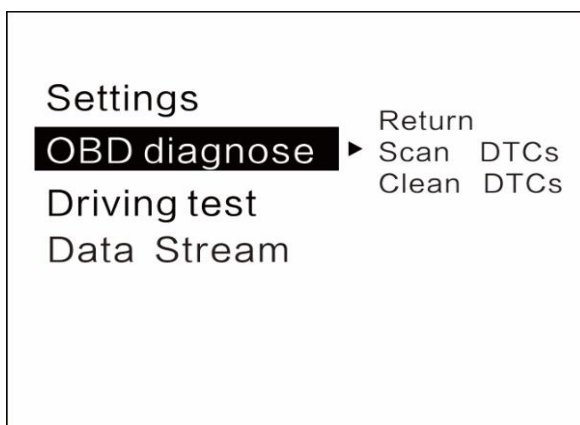 Settings
OBD diagnose
Driving test
Data Stream
Return
Scan DTCs
Clean DTCs